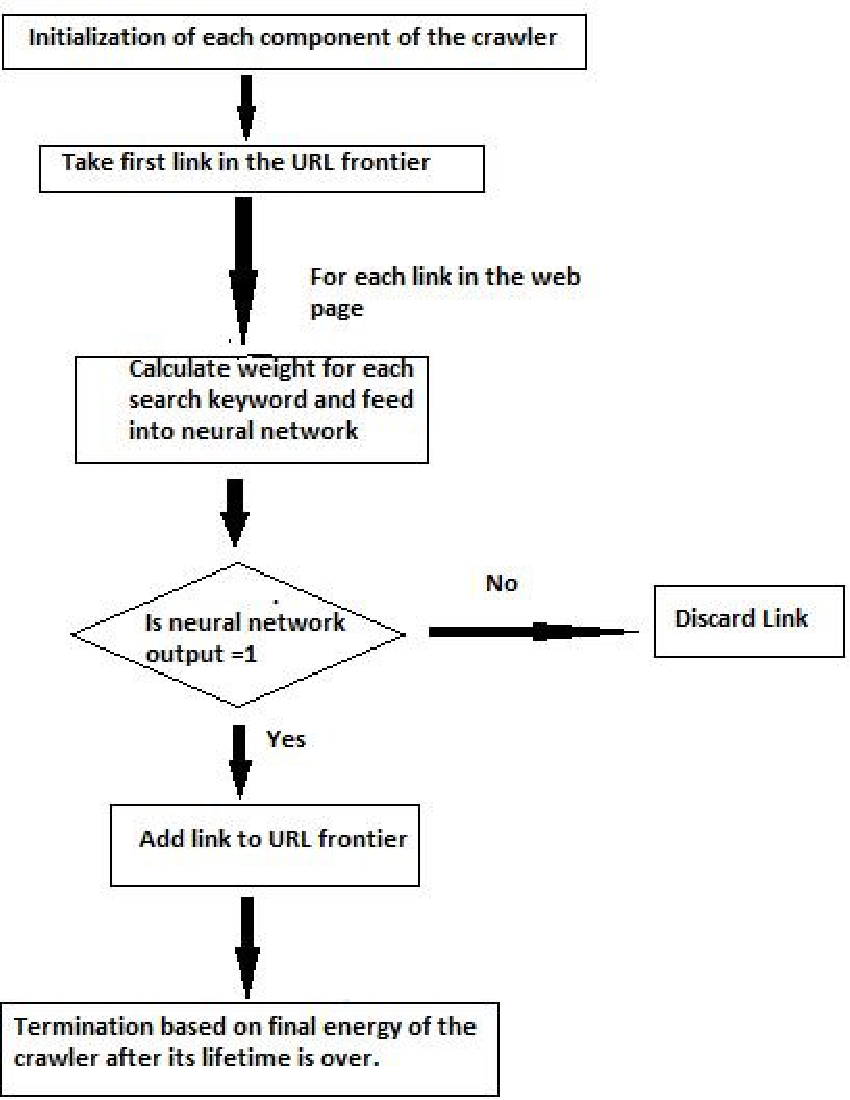 Initialization of each component of the crawler
Take first link in the URL frontier
For each link in the web
page
Calculate weight for each
search keyword and feed
into neural network
Is neural network
output =1
No
Discard Link
Yes
Add link to URL frontier
Termination based on final energy of the
crawler after its lifetime is over.